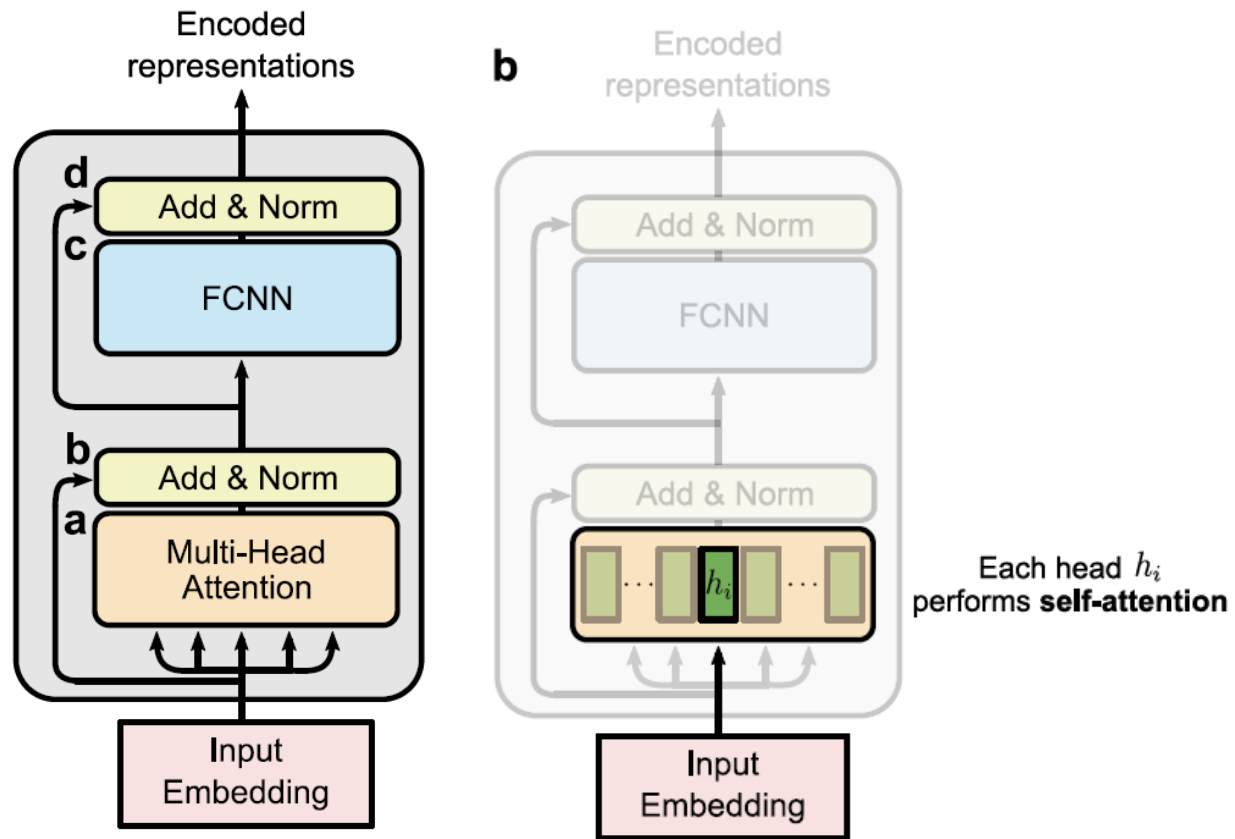 Encoded
representations
d
Add & Norm
c
FCNN
b
Add & Norm
a
Multi-Head
Attention
Input
Embedding
b
Encoded
representations
Add & Norm
FCNN
Add & Norm
... h_i ...
Each head h_i
performs self-attention
Input
Embedding